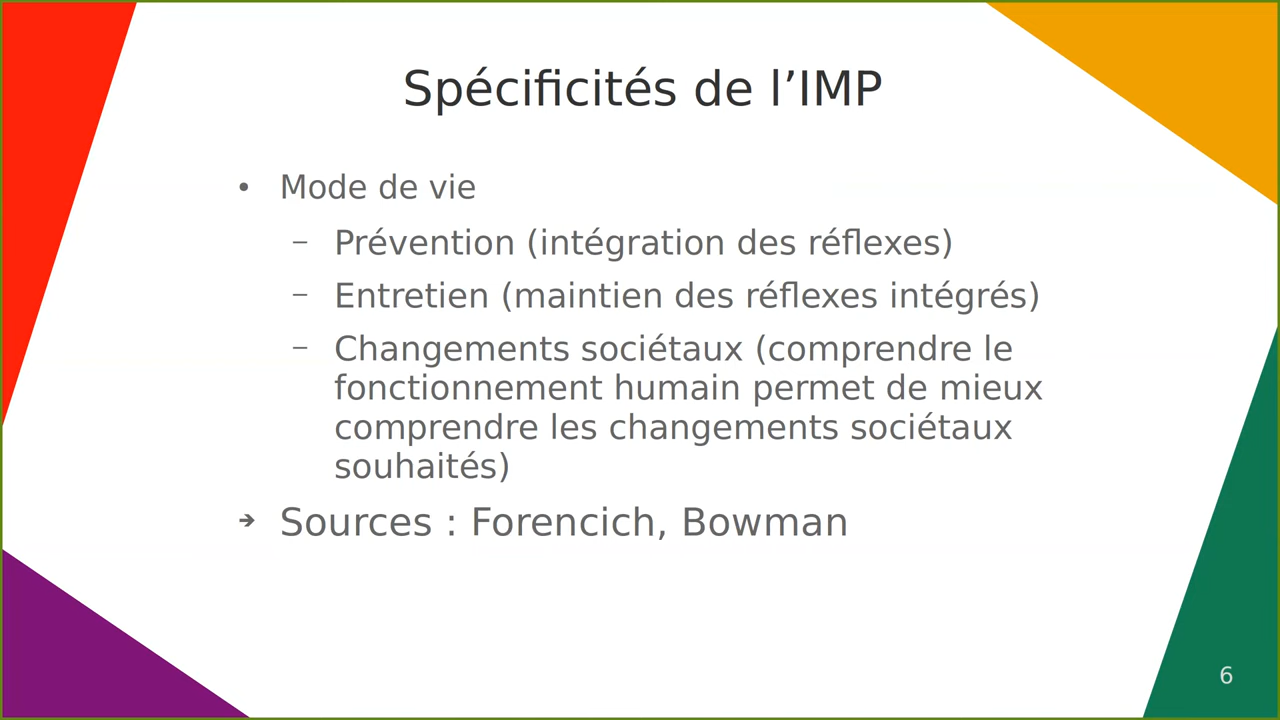 Spécificités de l’IMP
• Mode de vie
– Prévention (intégration des réflexes)
– Entretien (maintien des réflexes intégrés)
– Changements sociétaux (comprendre le
fonctionnement humain permet de mieux
comprendre les changements sociétaux
souhaités)
➔ Sources : Forencich, Bowman
6